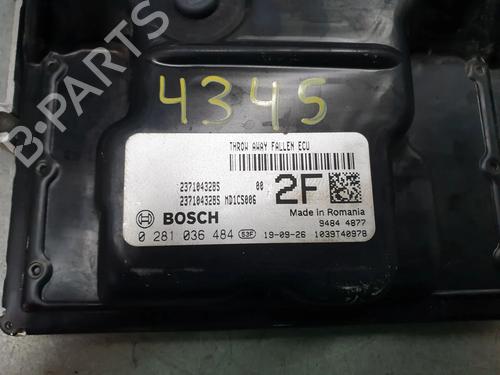 4345
THROW AWAY FALLEN ECU
237104328S 00
237104328S MD1CS006
2F
BOSCH
Made in Romania
9484 4877
0 281 036 484 S3F 19-09-26 1039T40978
B-PARTS